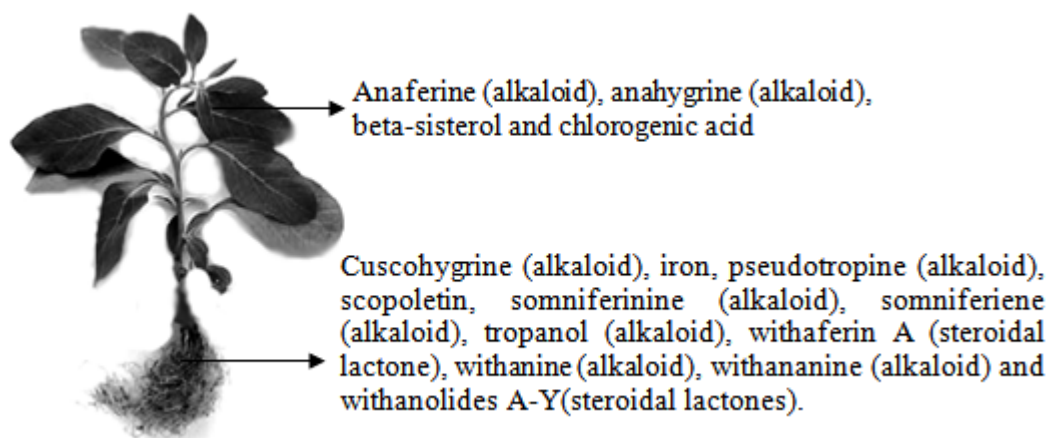 Anaferine (alkaloid), anahygrine (alkaloid),
beta-sisterol and chlorogenic acid
Cuscohygrine (alkaloid), iron, pseudotropine (alkaloid),
scopoletin, somniferinine (alkaloid), somniferiene
(alkaloid), tropanol (alkaloid), withaferin A (steroidal
lactone), withanine (alkaloid), withananine (alkaloid) and
withanolides A-Y(steroidal lactones).